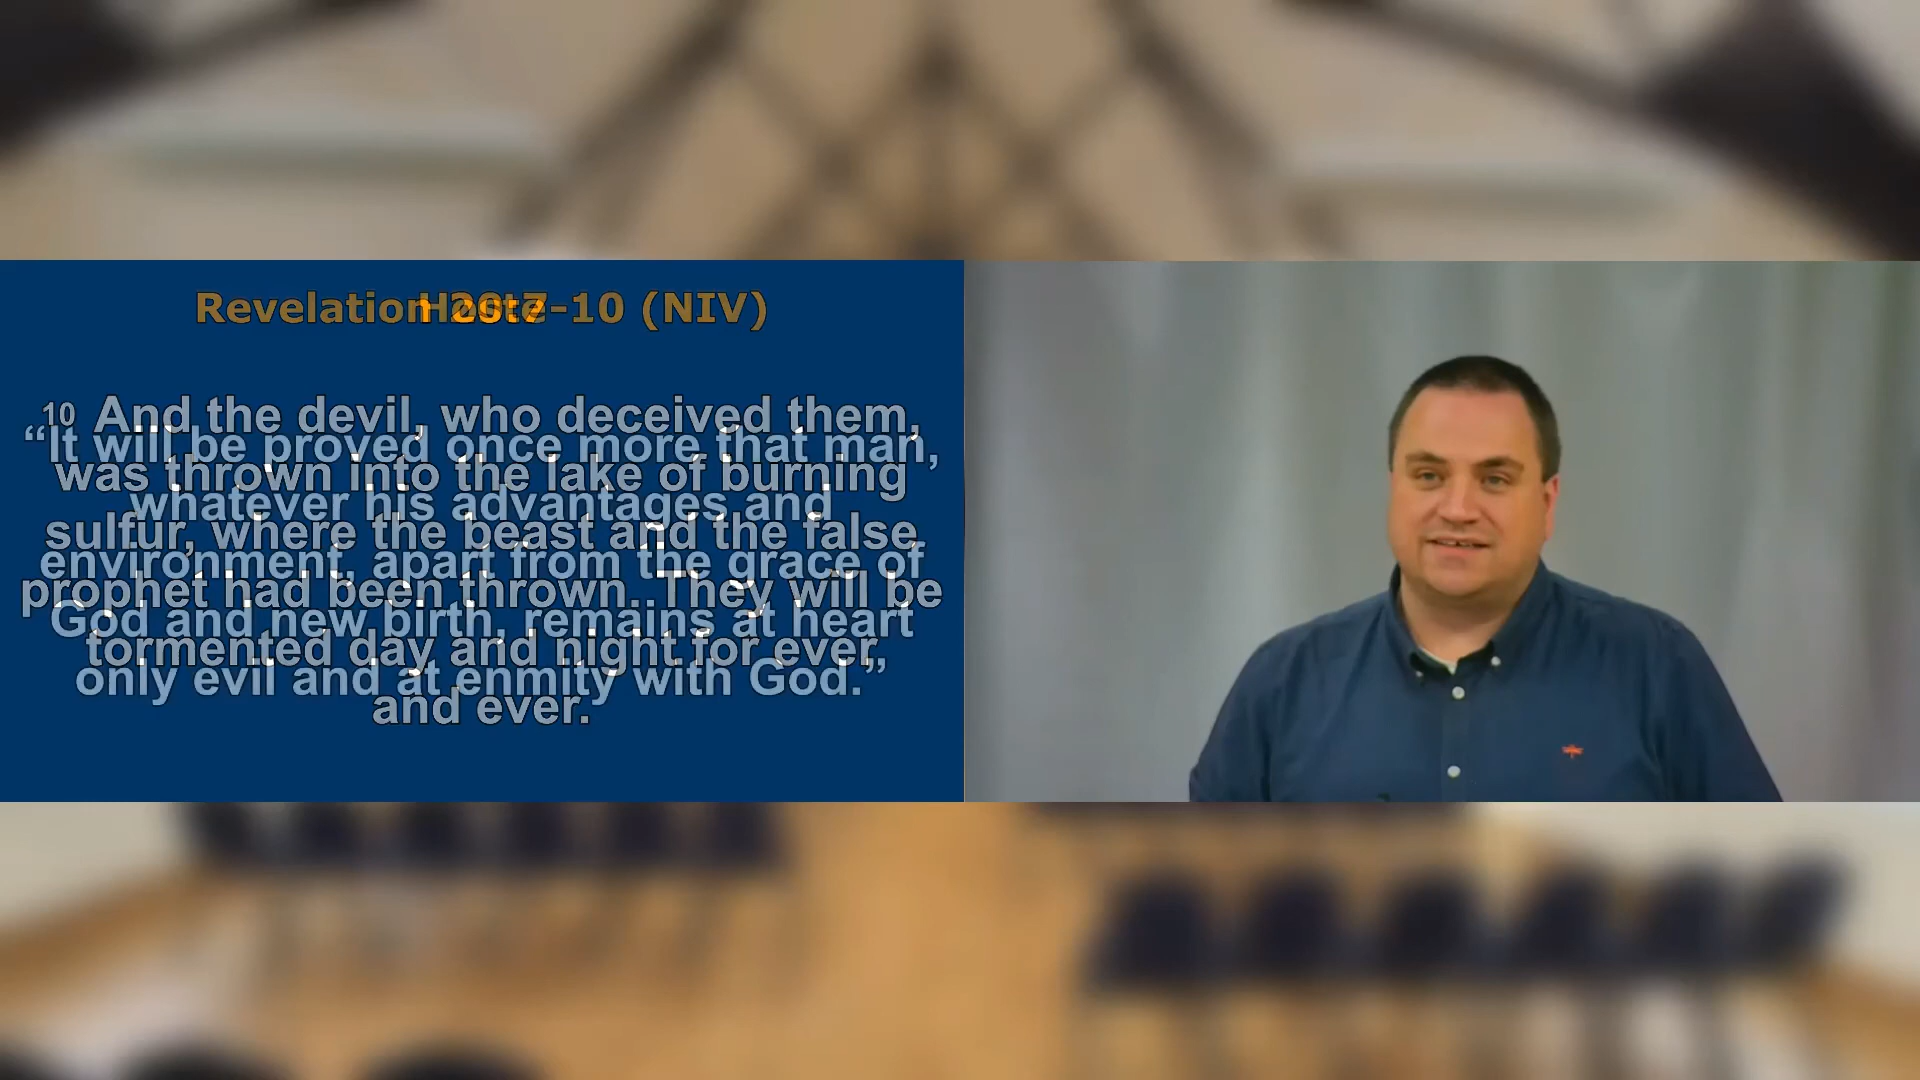 Revelation 20:7-10 (NIV)
Hoste
10 And the devil, who deceived them,
was thrown into the lake of burning
sulfur, where the beast and the false
prophet had been thrown. They will be
tormented day and night for ever
and ever.
“It will be proved once more that man,
whatever his advantages and
environment, apart from the grace of
God and new birth, remains at heart
only evil and at enmity with God.”